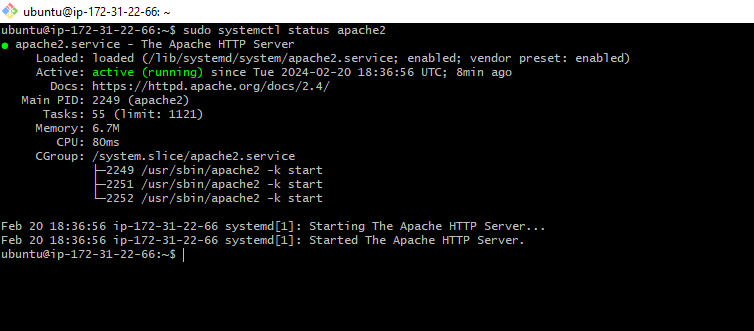 ubuntu@ip-172-31-22-66:~
ubuntu@ip-172-31-22-66:~$ sudo systemctl status apache2
● apache2.service - The Apache HTTP Server
     Loaded: loaded (/lib/systemd/system/apache2.service; enabled; vendor preset: enabled)
     Active: active (running) since Tue 2024-02-20 18:36:56 UTC; 8min ago
       Docs: https://httpd.apache.org/docs/2.4/
   Main PID: 2249 (apache2)
      Tasks: 55 (limit: 1121)
     Memory: 6.7M
        CPU: 80ms
     CGroup: /system.slice/apache2.service
             ├─2249 /usr/sbin/apache2 -k start
             ├─2251 /usr/sbin/apache2 -k start
             └─2252 /usr/sbin/apache2 -k start

Feb 20 18:36:56 ip-172-31-22-66 systemd[1]: Starting The Apache HTTP Server...
Feb 20 18:36:56 ip-172-31-22-66 systemd[1]: Started The Apache HTTP Server.
ubuntu@ip-172-31-22-66:~$